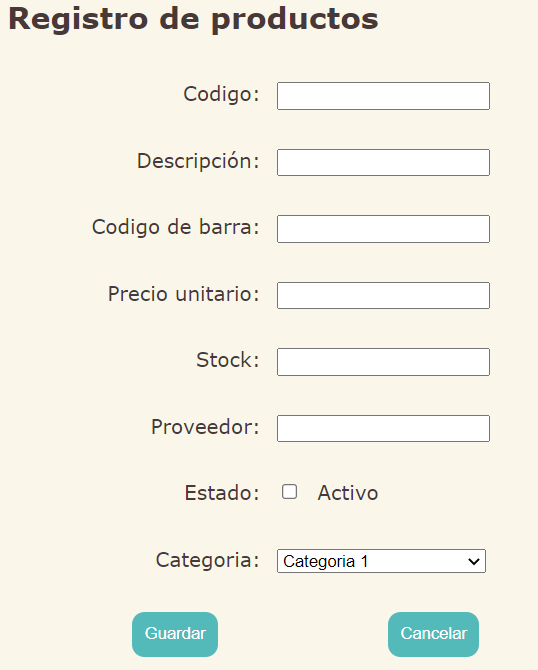 Registro de productos
Codigo:
Descripción:
Codigo de barra:
Precio unitario:
Stock:
Proveedor:
Estado: Activo
Categoria: Categoria 1
Guardar Cancelar